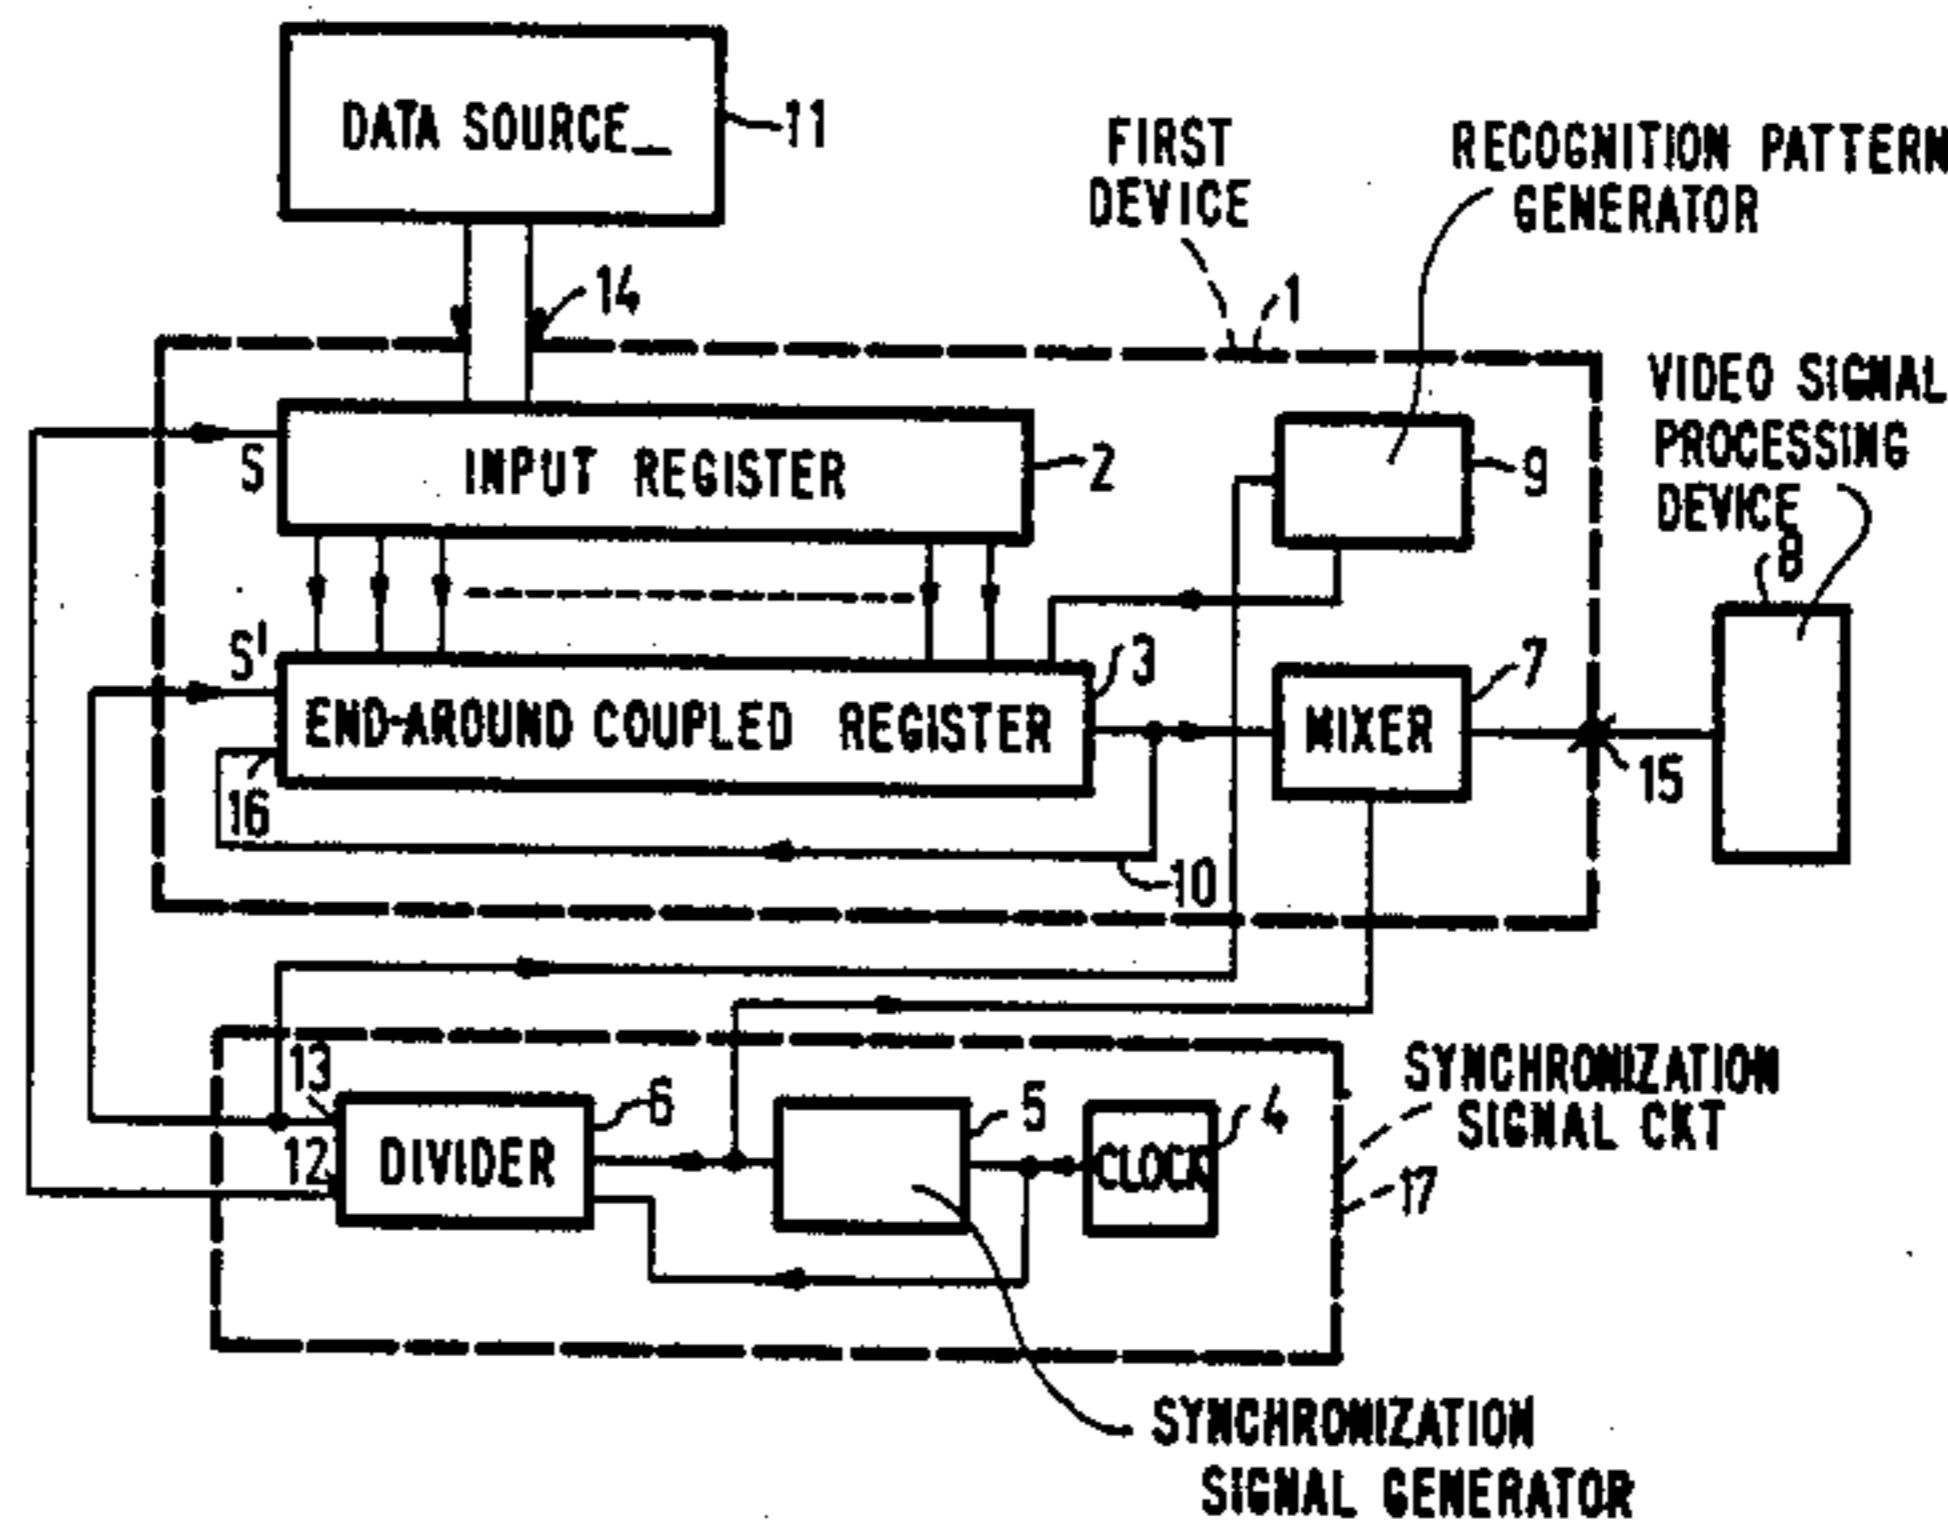 DATA SOURCE_
11
FIRST
DEVICE
RECOGNITION PATTERN
GENERATOR
14
1
VIDEO SIGNAL
PROCESSING
DEVICE
8
S
INPUT REGISTER
2
9
S'
3
7
END-AROUND COUPLED REGISTER
MIXER
15
16
10
13
12
DIVIDER
6
5
CLOCK
4
SYNCHRONIZATION
SIGNAL CKT
17
SYNCHRONIZATION
SIGNAL GENERATOR